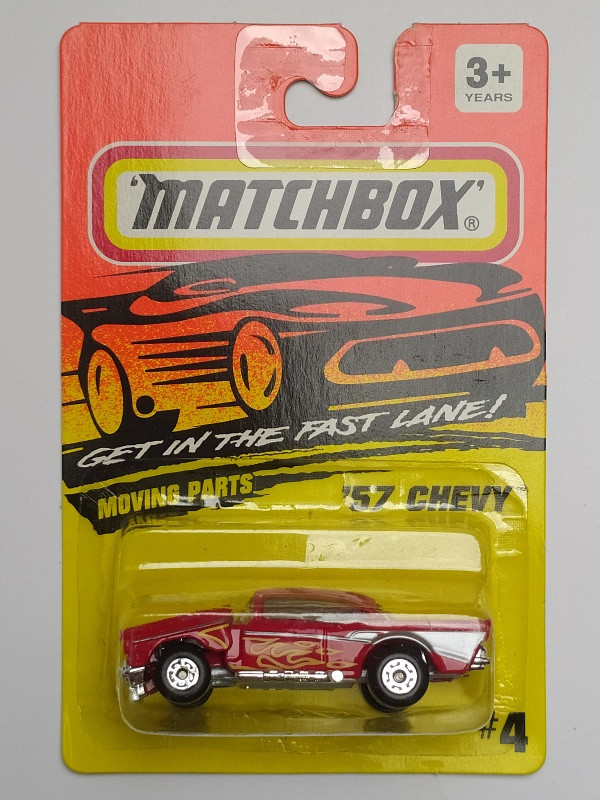 3+
YEARS
'MATCHBOX'®
GET IN THE FAST LANE!
MOVING PARTS
'57 CHEVY
#4